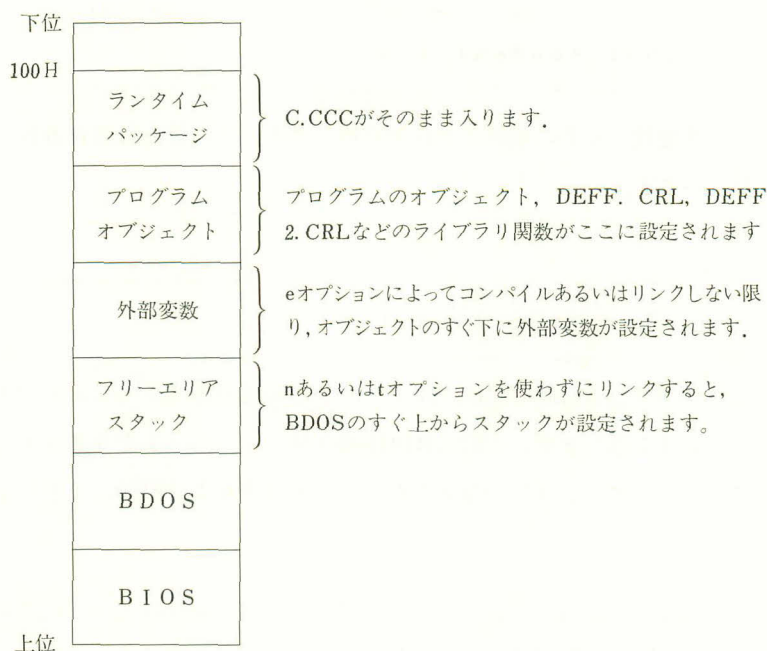 下位
100H
ランタイム
パッケージ
C.CCCがそのまま入ります.
プログラム
オブジェクト
プログラムのオブジェクト, DEFF. CRL, DEFF
2. CRLなどのライブラリ関数がここに設定されます
外部変数
eオプションによってコンパイルあるいはリンクしない限
り, オブジェクトのすぐ下に外部変数が設定されます.
フリーエリア
スタック
nあるいはtオプションを使わずにリンクすると,
BDOSのすぐ上からスタックが設定されます。
BDOS
BIOS
上位